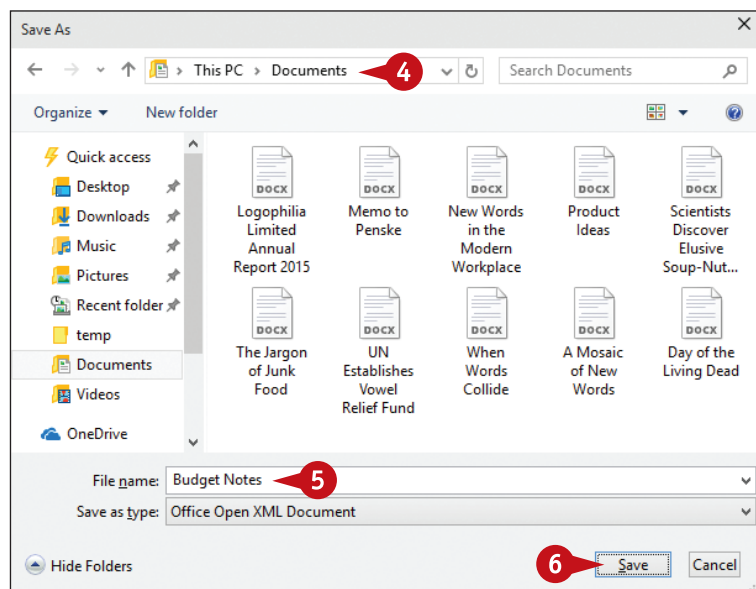 Save As
This PC > Documents
4
Search Documents
Organize
New folder
Quick access
Desktop
Downloads
Music
Pictures
Recent folder
temp
Documents
Videos
OneDrive
DOCX DOCX DOCX DOCX DOCX
Logophilia Limited Annual Report 2015
Memo to Penske
New Words in the Modern Workplace
Product Ideas
Scientists Discover Elusive Soup-Nut...
DOCX DOCX DOCX DOCX DOCX
The Jargon of Junk Food
UN Establishes Vowel Relief Fund
When Words Collide
A Mosaic of New Words
Day of the Living Dead
File name: Budget Notes
5
Save as type: Office Open XML Document
Hide Folders
6
Save
Cancel